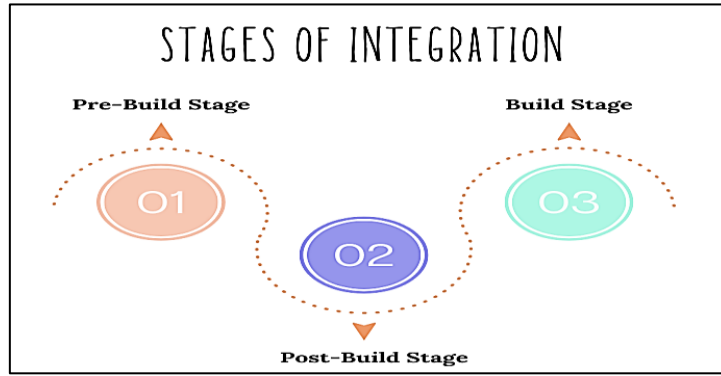 STAGES OF INTEGRATION
Pre-Build Stage
Build Stage
01
03
02
Post-Build Stage